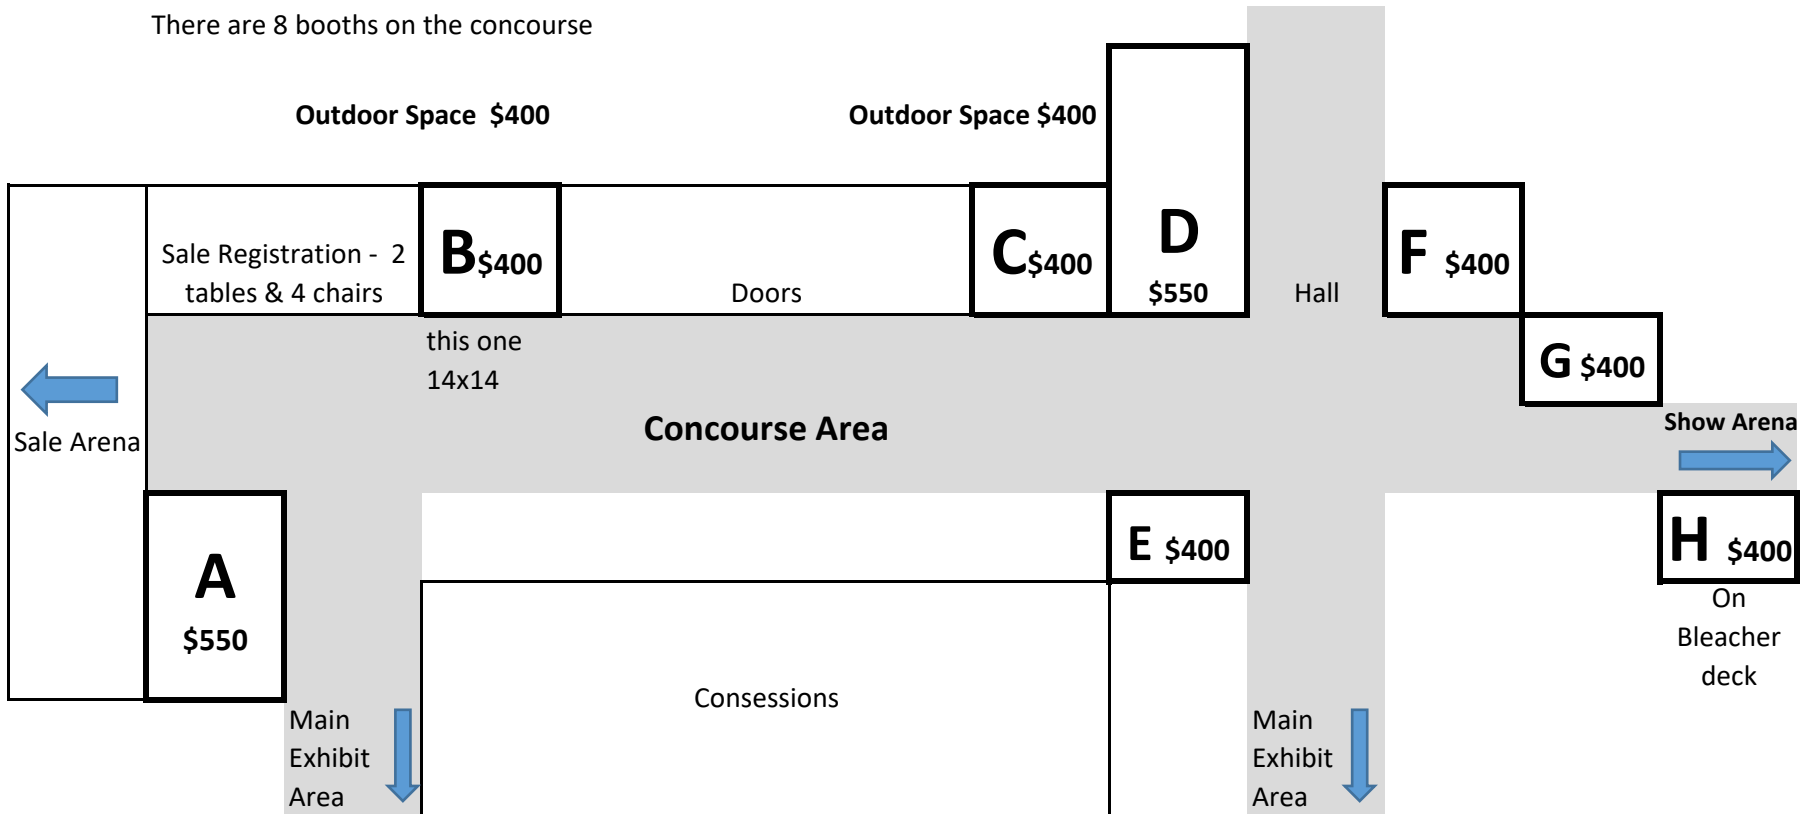 There are 8 booths on the concourse
Outdoor Space $400
Outdoor Space $400
Sale Registration - 2
tables & 4 chairs
B $400
Doors
C $400
D
$550
Hall
F $400
this one
14x14
G $400
Concourse Area
Sale Arena
Show Arena
A
$550
E $400
H $400
On
Bleacher
deck
Consessions
Main
Exhibit
Area
Main
Exhibit
Area